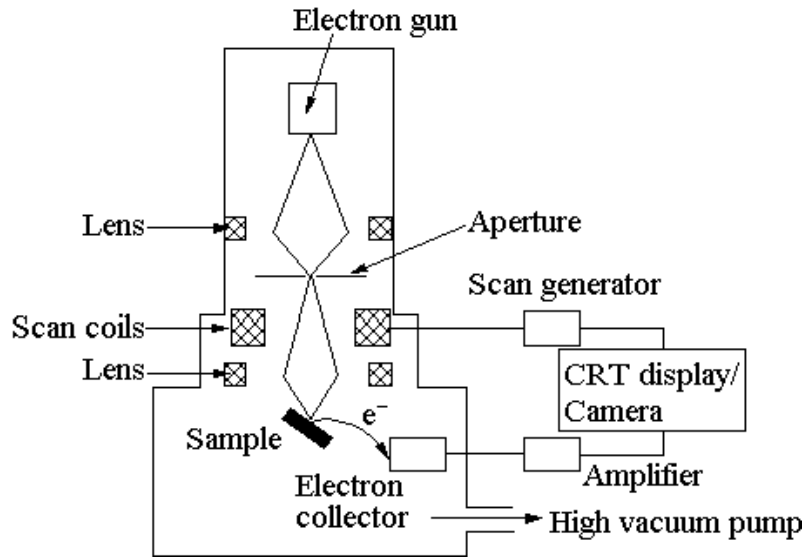 Electron gun
Lens
Aperture
Scan generator
Scan coils
Lens
CRT display/
Camera
e⁻
Sample
Electron
collector
Amplifier
High vacuum pump